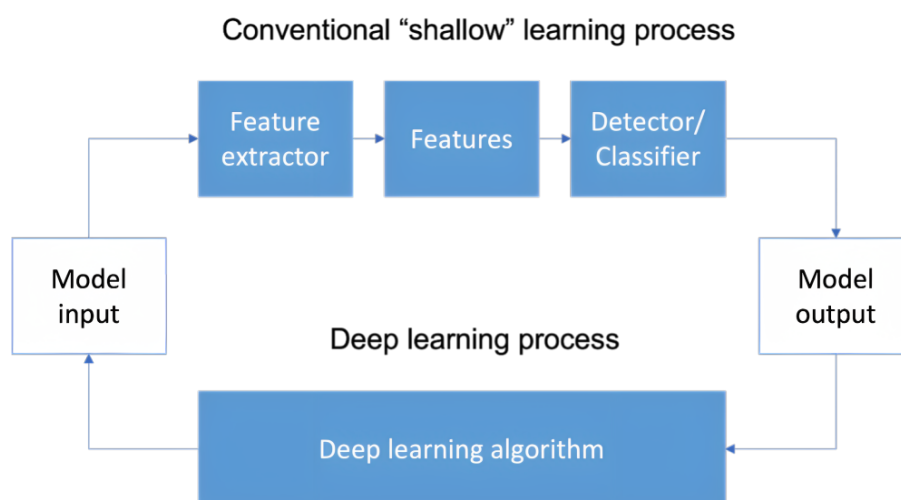 Conventional “shallow” learning process
Feature
extractor
Features
Detector/
Classifier
Model
input
Model
output
Deep learning process
Deep learning algorithm